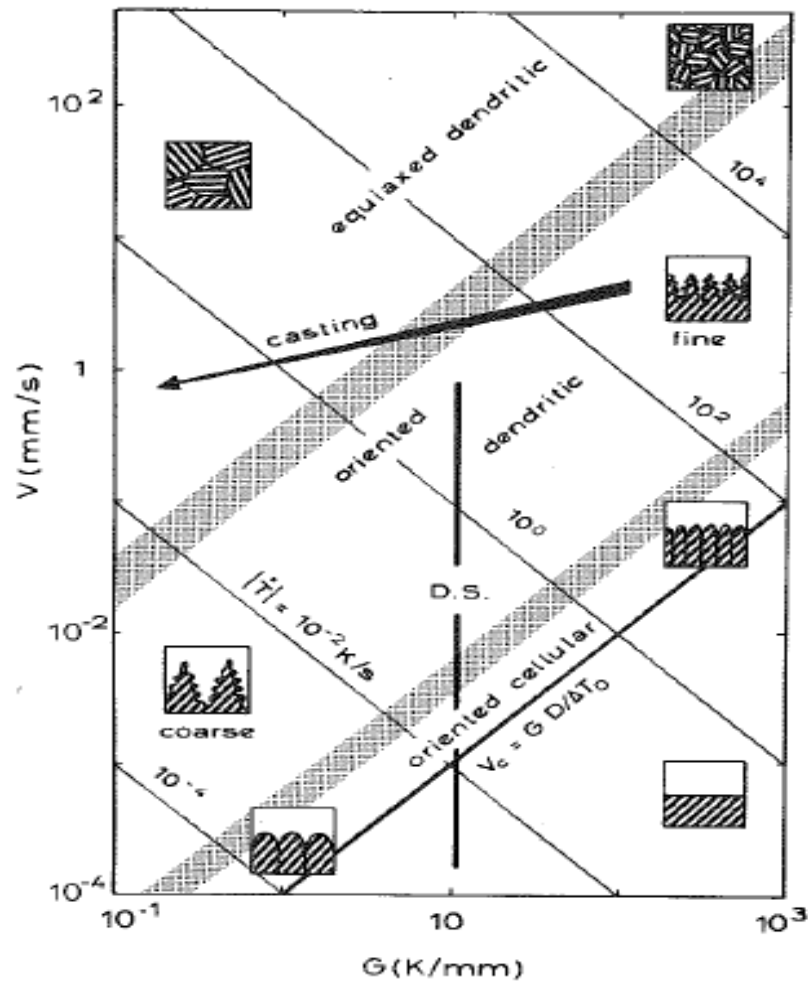 10²
1
10⁻²
10⁻⁴
V(mm/s)
10⁻¹
10
10³
G(K/mm)
equiaxed dendritic
10⁴
casting
fine
oriented
dendritic
10²
10⁰
D.S.
|Ṫ| = 10⁻² K/s
oriented cellular
V_c = G D/ΔT₀
coarse
10⁻⁴